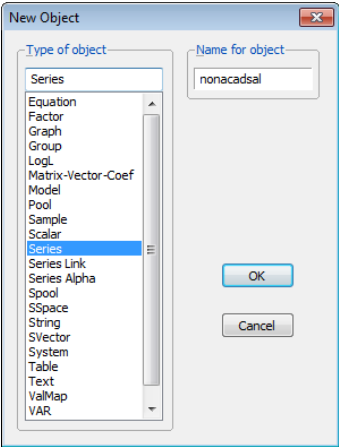 New Object
Type of object
Name for object
Series
nonacadsal
Equation
Factor
Graph
Group
LogL
Matrix-Vector-Coef
Model
Pool
Sample
Scalar
Series
Series Link
Series Alpha
Spool
SSpace
String
SVector
System
Table
Text
ValMap
VAR
OK
Cancel